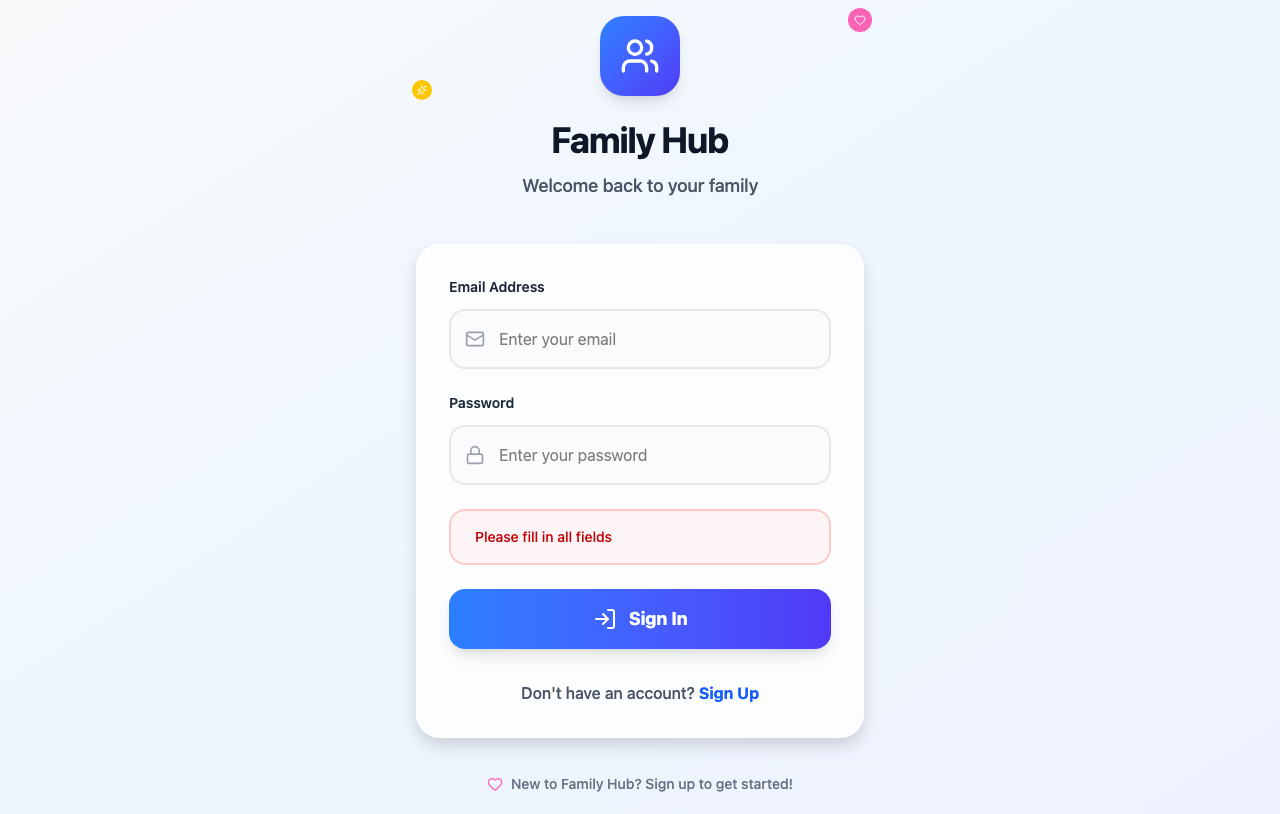 Family Hub
Welcome back to your family
Email Address
Enter your email
Password
Enter your password
Please fill in all fields
Sign In
Don't have an account? Sign Up
New to Family Hub? Sign up to get started!